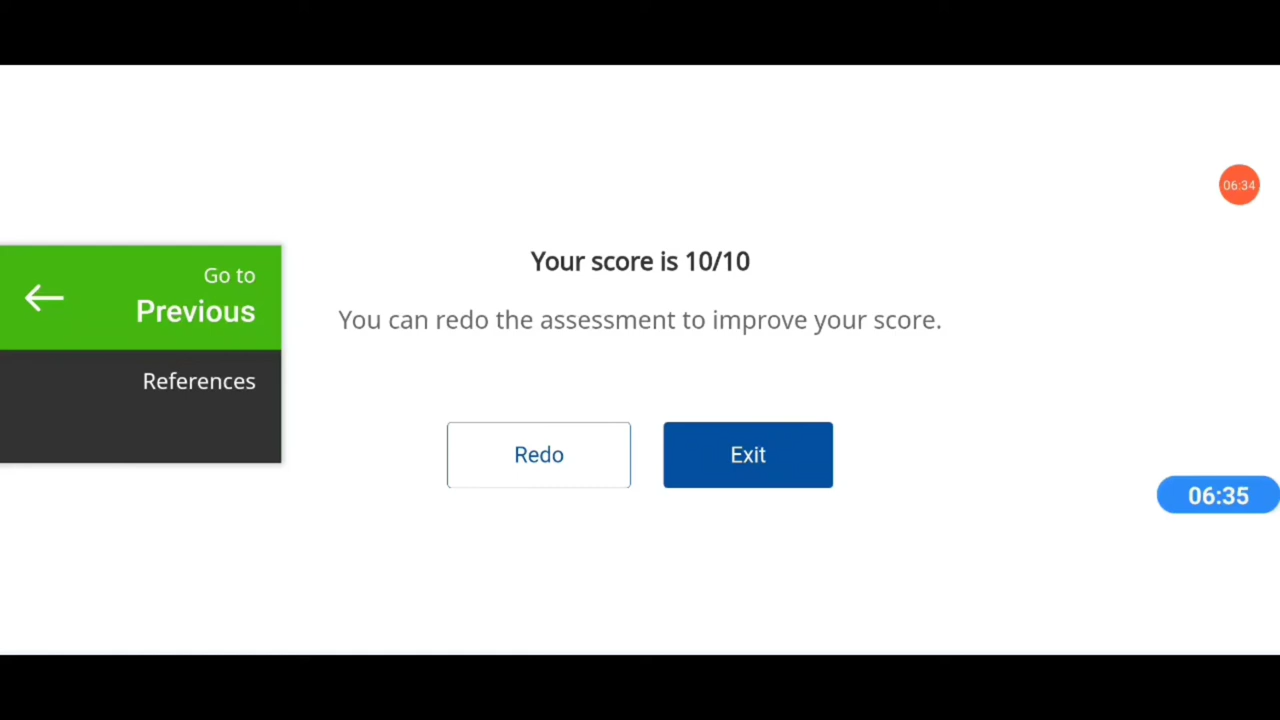 06:34
Your score is 10/10
Go to
Previous
You can redo the assessment to improve your score.
References
Redo
Exit
06:35